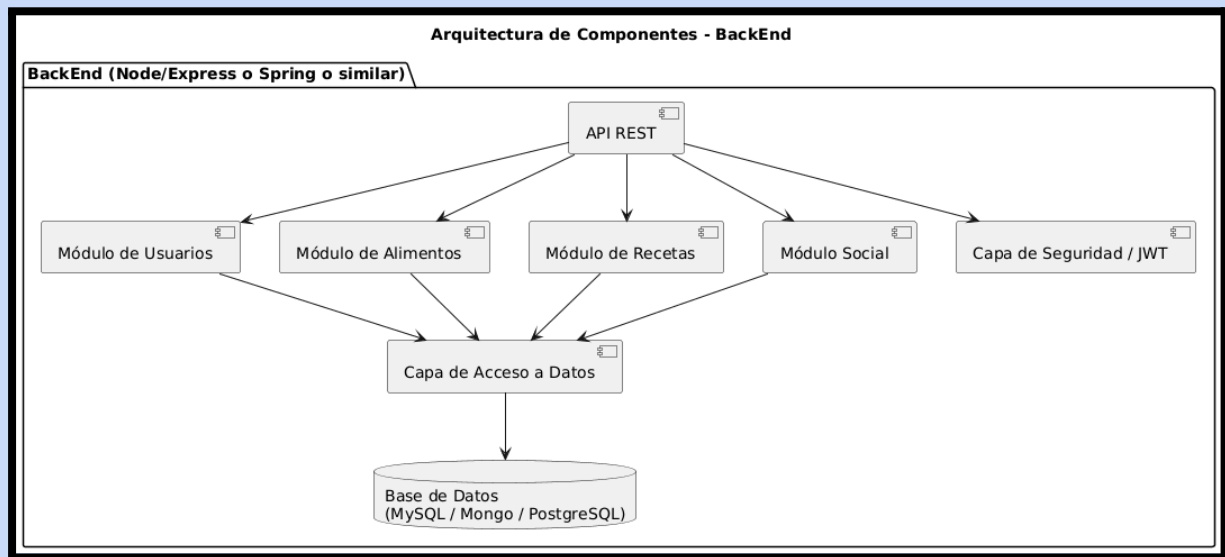 Arquitectura de Componentes - BackEnd
BackEnd (Node/Express o Spring o similar)
API REST
Módulo de Usuarios
Módulo de Alimentos
Módulo de Recetas
Módulo Social
Capa de Seguridad / JWT
Capa de Acceso a Datos
Base de Datos
(MySQL / Mongo / PostgreSQL)